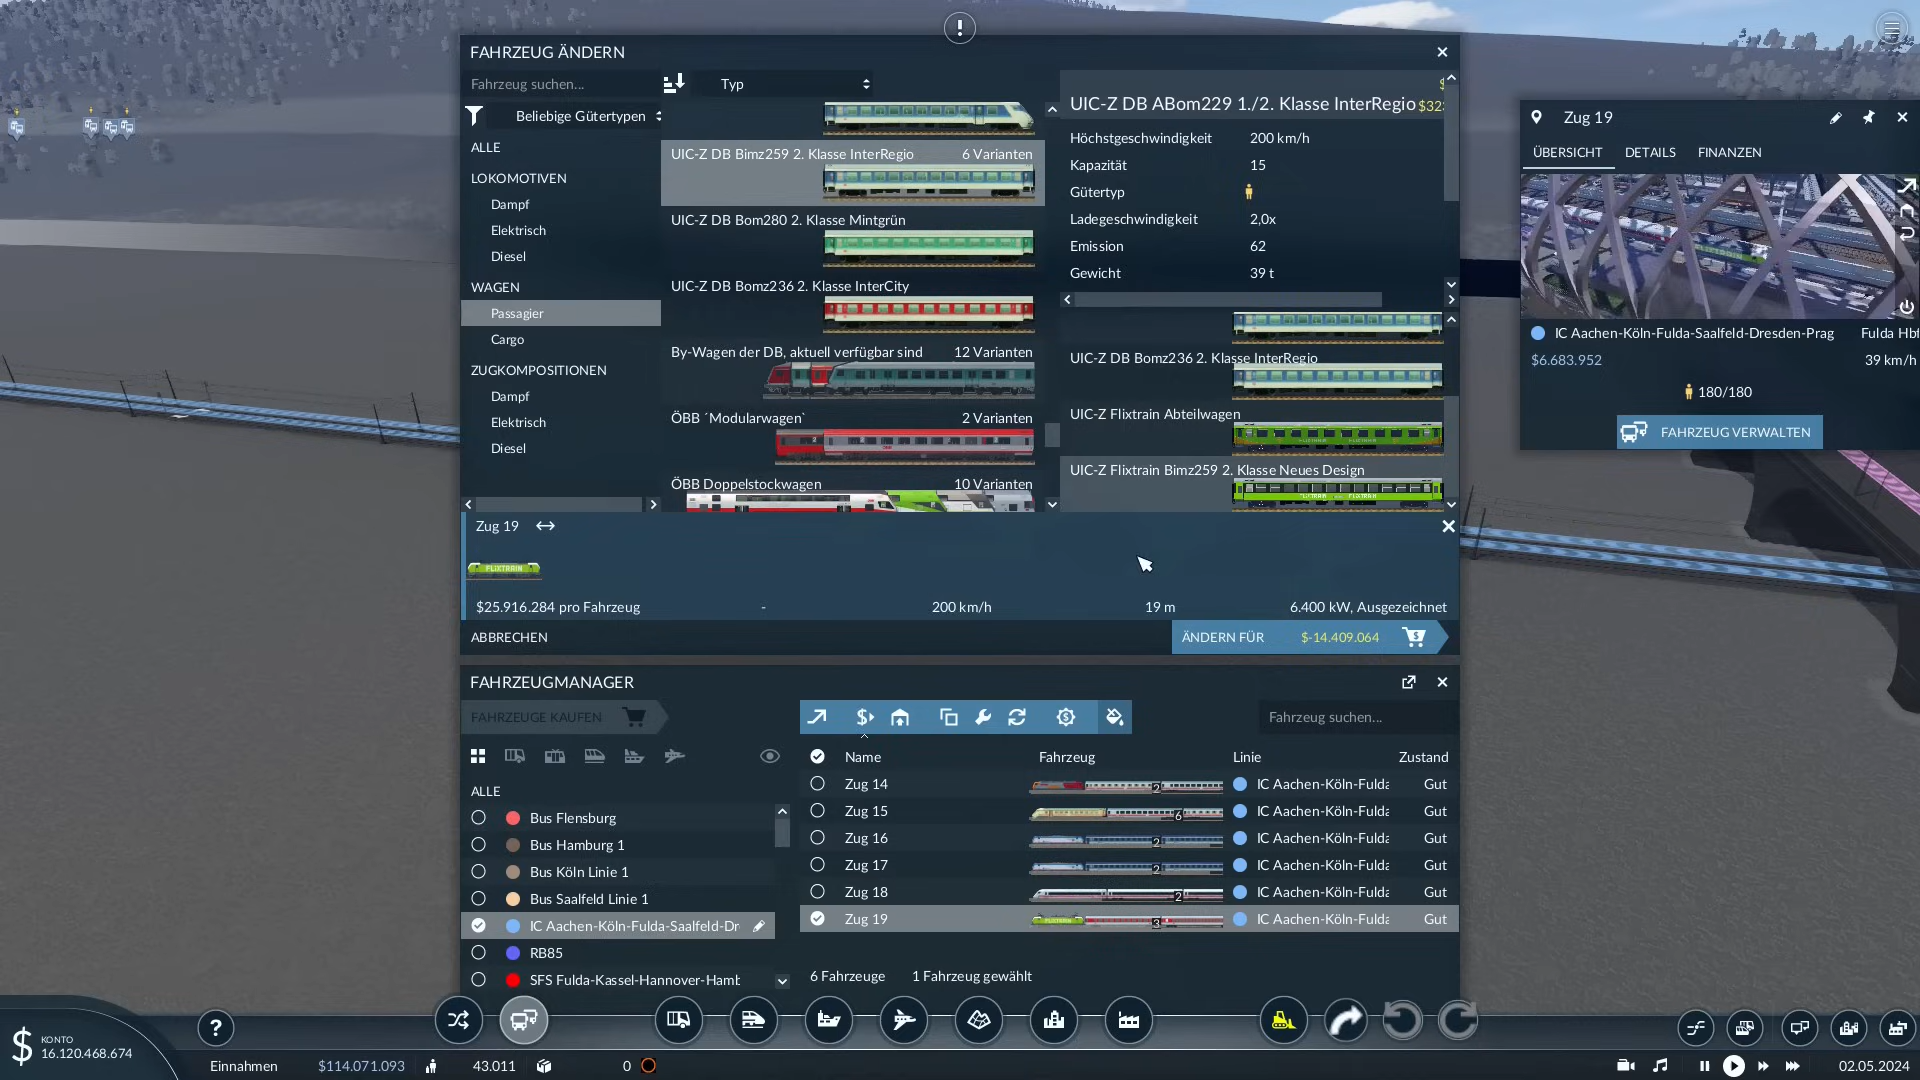 FAHRZEUG ÄNDERN
Fahrzeug suchen...
Typ
Beliebige Gütertypen
ALLE
LOKOMOTIVEN
Dampf
Elektrisch
Diesel
WAGEN
Passagier
Cargo
ZUGKOMPOSITIONEN
Dampf
Elektrisch
Diesel
UIC-Z DB Bimz259 2. Klasse InterRegio 6 Varianten
UIC-Z DB Bom280 2. Klasse Mintgrün
UIC-Z DB Bomz236 2. Klasse InterCity
By-Wagen der DB, aktuell verfügbar sind 12 Varianten
ÖBB ´Modularwagen` 2 Varianten
ÖBB Doppelstockwagen 10 Varianten
UIC-Z DB ABom229 1./2. Klasse InterRegio
Höchstgeschwindigkeit 200 km/h
Kapazität 15
Gütertyp
Ladegeschwindigkeit 2,0x
Emission 62
Gewicht 39 t
UIC-Z DB Bomz236 2. Klasse InterRegio
UIC-Z Flixtrain Abteilwagen
UIC-Z Flixtrain Bimz259 2. Klasse Neues Design
Zug 19
FLIXTRAIN
$25.916.284 pro Fahrzeug - 200 km/h 19 m 6.400 kW, Ausgezeichnet
ABBRECHEN
ÄNDERN FÜR $-14.409.064
Zug 19
ÜBERSICHT DETAILS FINANZEN
IC Aachen-Köln-Fulda-Saalfeld-Dresden-Prag Fulda Hbf
$6.683.952 39 km/h
180/180
FAHRZEUG VERWALTEN
FAHRZEUGMANAGER
FAHRZEUGE KAUFEN
Fahrzeug suchen...
ALLE
Bus Flensburg
Bus Hamburg 1
Bus Köln Linie 1
Bus Saalfeld Linie 1
IC Aachen-Köln-Fulda-Saalfeld-Dr
RB85
SFS Fulda-Kassel-Hannover-Hamb
Name Fahrzeug Linie Zustand
Zug 14 2 IC Aachen-Köln-Fulda Gut
Zug 15 6 IC Aachen-Köln-Fulda Gut
Zug 16 2 IC Aachen-Köln-Fulda Gut
Zug 17 2 IC Aachen-Köln-Fulda Gut
Zug 18 2 IC Aachen-Köln-Fulda Gut
Zug 19 3 IC Aachen-Köln-Fulda Gut
6 Fahrzeuge 1 Fahrzeug gewählt
KONTO
16.120.468.674
Einnahmen $114.071.093 43.011 0
02.05.2024